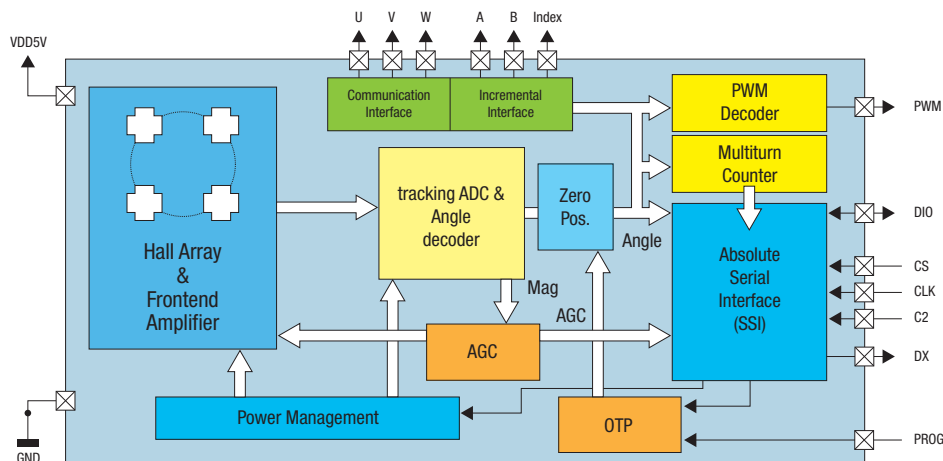 U V W A B Index
VDD5V
Communication
Interface
Incremental
Interface
PWM
Decoder
PWM
Multiturn
Counter
tracking ADC &
Angle
decoder
Zero
Pos.
Angle
Hall Array
&
Frontend
Amplifier
Absolute
Serial
Interface
(SSI)
DIO
CS
CLK
C2
DX
Mag
AGC
AGC
Power Management
OTP
PROG
GND